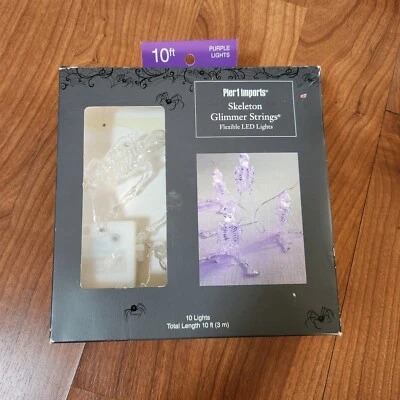 10ft
PURPLE
LIGHTS
Pier 1 Imports®
Skeleton
Glimmer Strings®
Flexible LED Lights
10 Lights
Total Length 10 ft (3 m)